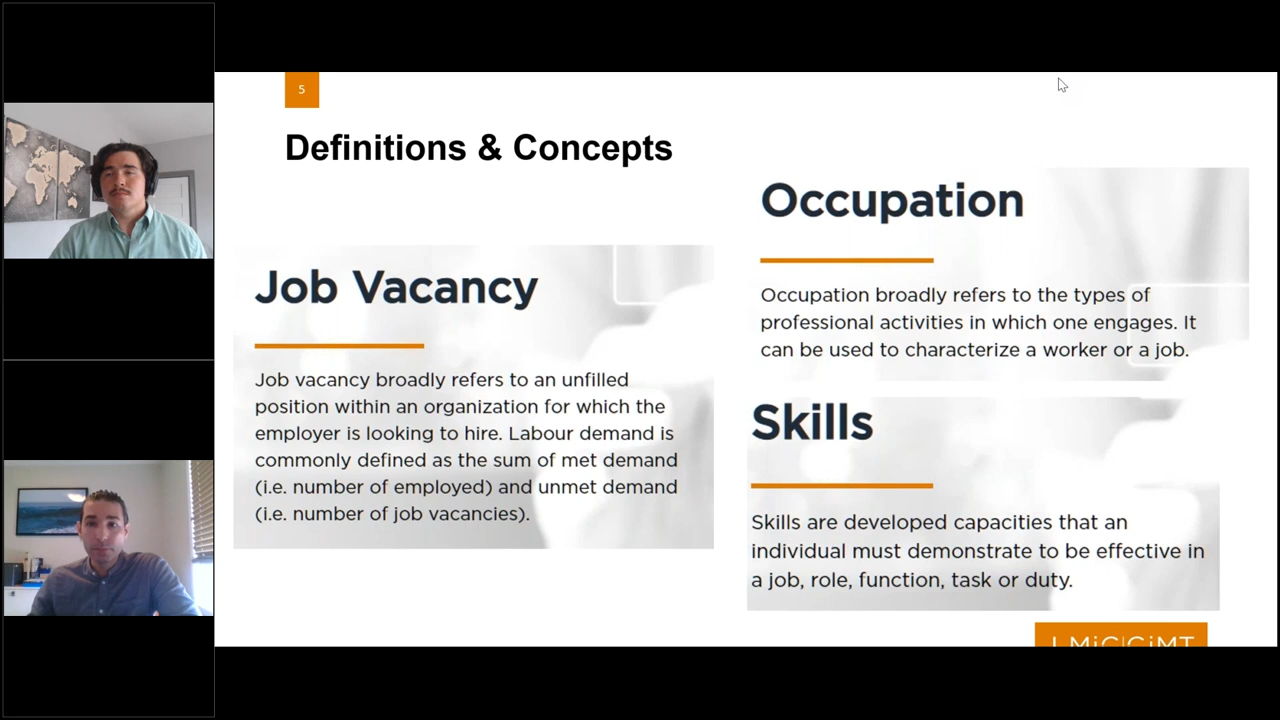 5
Definitions & Concepts
Job Vacancy
Job vacancy broadly refers to an unfilled
position within an organization for which the
employer is looking to hire. Labour demand is
commonly defined as the sum of met demand
(i.e. number of employed) and unmet demand
(i.e. number of job vacancies).
Occupation
Occupation broadly refers to the types of
professional activities in which one engages. It
can be used to characterize a worker or a job.
Skills
Skills are developed capacities that an
individual must demonstrate to be effective in
a job, role, function, task or duty.
LMiC|CiMT